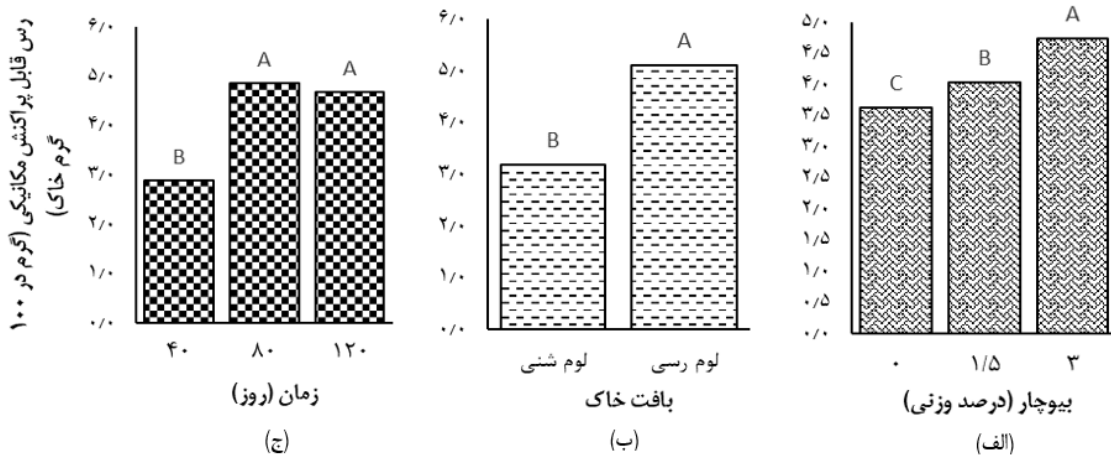 رس قابل پراکنش مکانیکی (گرم در ۱۰۰
گرم خاک)
۶/۰
۵/۰
۴/۰
۳/۰
۲/۰
۱/۰
۰/۰
B
A
A
۴۰ ۸۰ ۱۲۰
زمان (روز)
(ج)
۶/۰
۵/۰
۴/۰
۳/۰
۲/۰
۱/۰
۰/۰
B
A
لوم شنی
لوم رسی
بافت خاک
(ب)
۵/۰
۴/۵
۴/۰
۳/۵
۳/۰
۲/۵
۲/۰
۱/۵
۱/۰
۰/۵
۰/۰
C
B
A
۰ ۱/۵ ۳
بیوچار (درصد وزنی)
(الف)